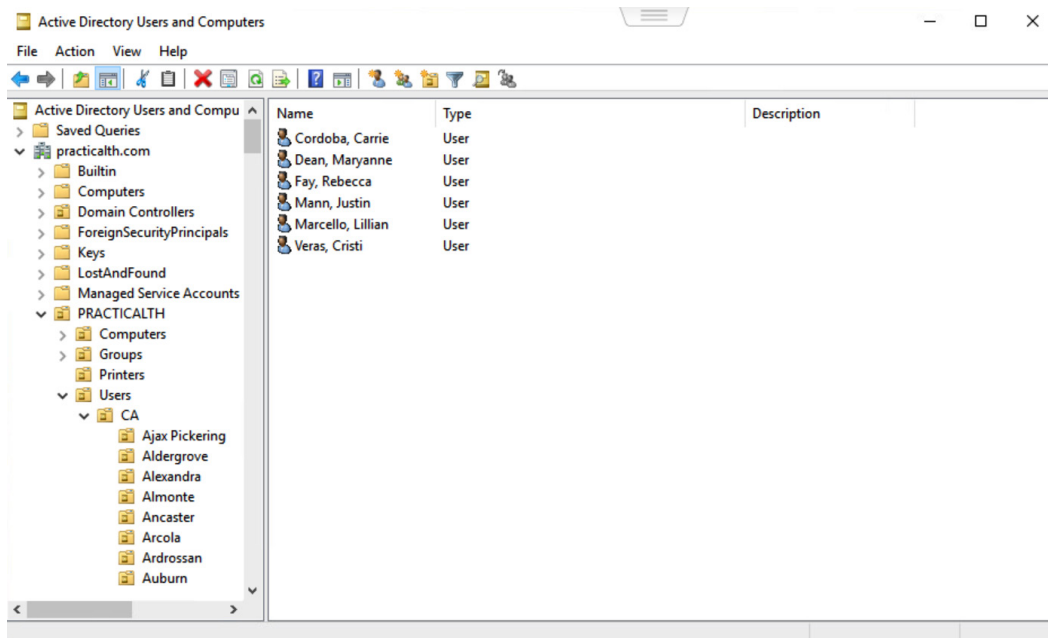 Active Directory Users and Computers
File Action View Help
Active Directory Users and Compu
Saved Queries
practicalth.com
Builtin
Computers
Domain Controllers
ForeignSecurityPrincipals
Keys
LostAndFound
Managed Service Accounts
PRACTICALTH
Computers
Groups
Printers
Users
CA
Ajax Pickering
Aldergrove
Alexandra
Almonte
Ancaster
Arcola
Ardrossan
Auburn
Name Type Description
Cordoba, Carrie User
Dean, Maryanne User
Fay, Rebecca User
Mann, Justin User
Marcello, Lillian User
Veras, Cristi User